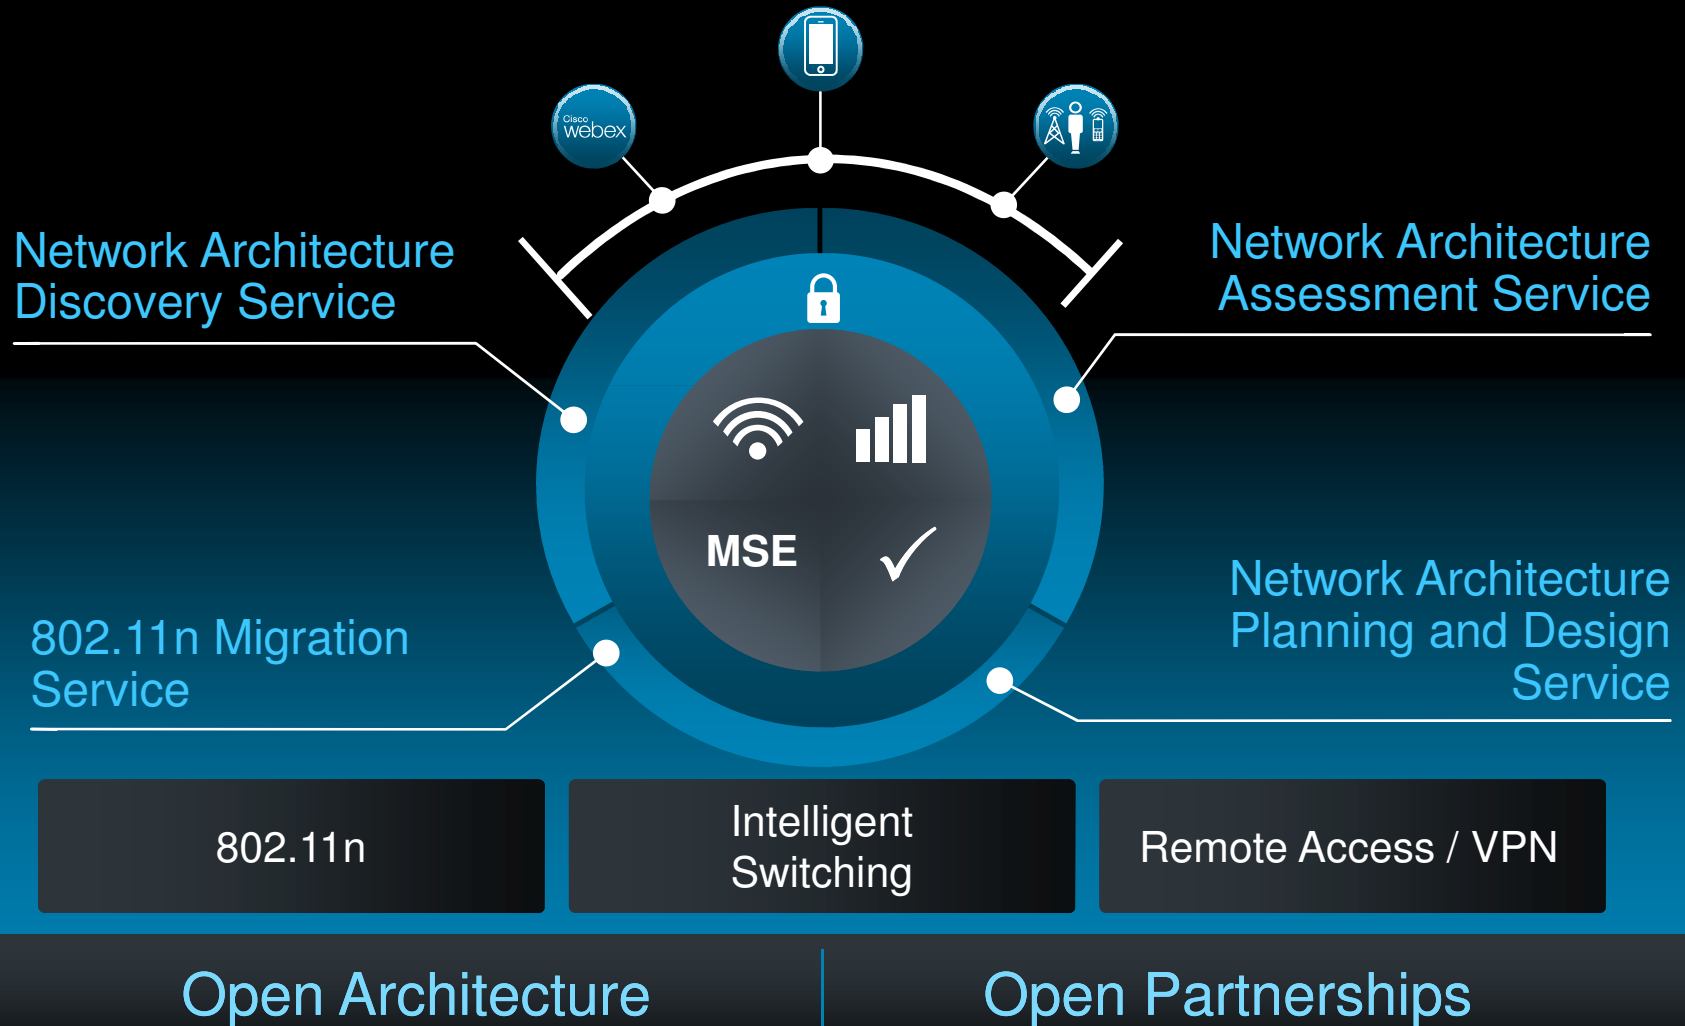 Cisco
webex
Network Architecture
Discovery Service
Network Architecture
Assessment Service
MSE
802.11n Migration
Service
Network Architecture
Planning and Design
Service
802.11n
Intelligent
Switching
Remote Access / VPN
Open Architecture
Open Partnerships